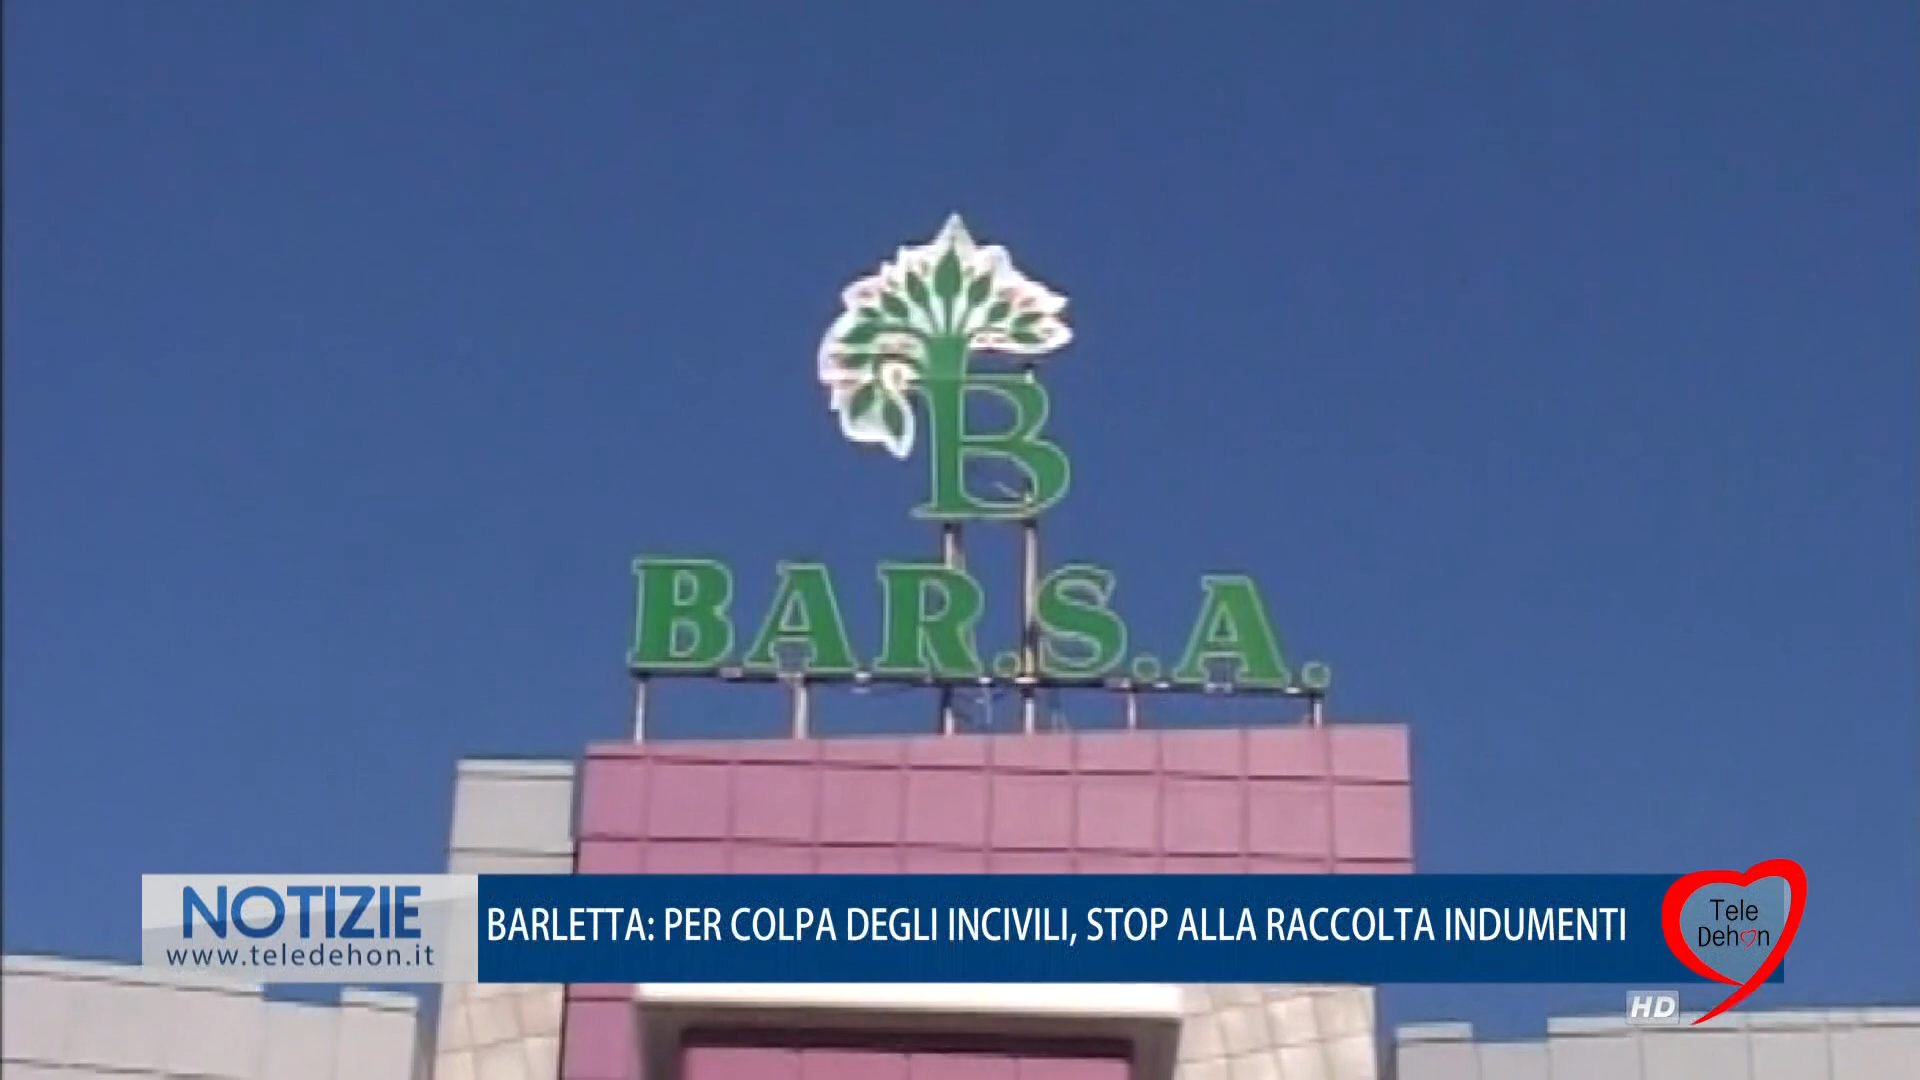 B
BAR.S.A.
NOTIZIE
www.teledehon.it
BARLETTA: PER COLPA DEGLI INCIVILI, STOP ALLA RACCOLTA INDUMENTI
Tele
Dehon
HD